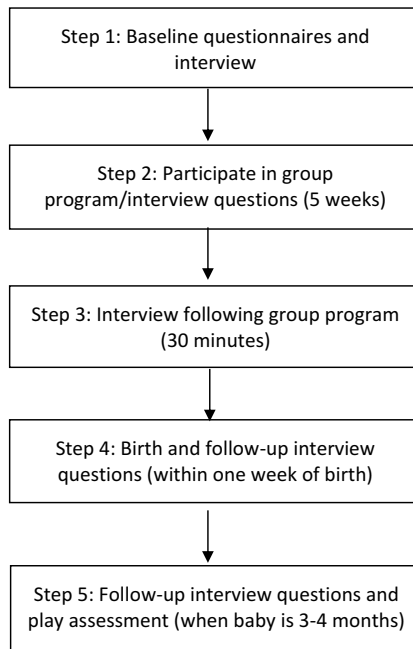 Step 1: Baseline questionnaires and
interview
Step 2: Participate in group
program/interview questions (5 weeks)
Step 3: Interview following group program
(30 minutes)
Step 4: Birth and follow-up interview
questions (within one week of birth)
Step 5: Follow-up interview questions and
play assessment (when baby is 3-4 months)